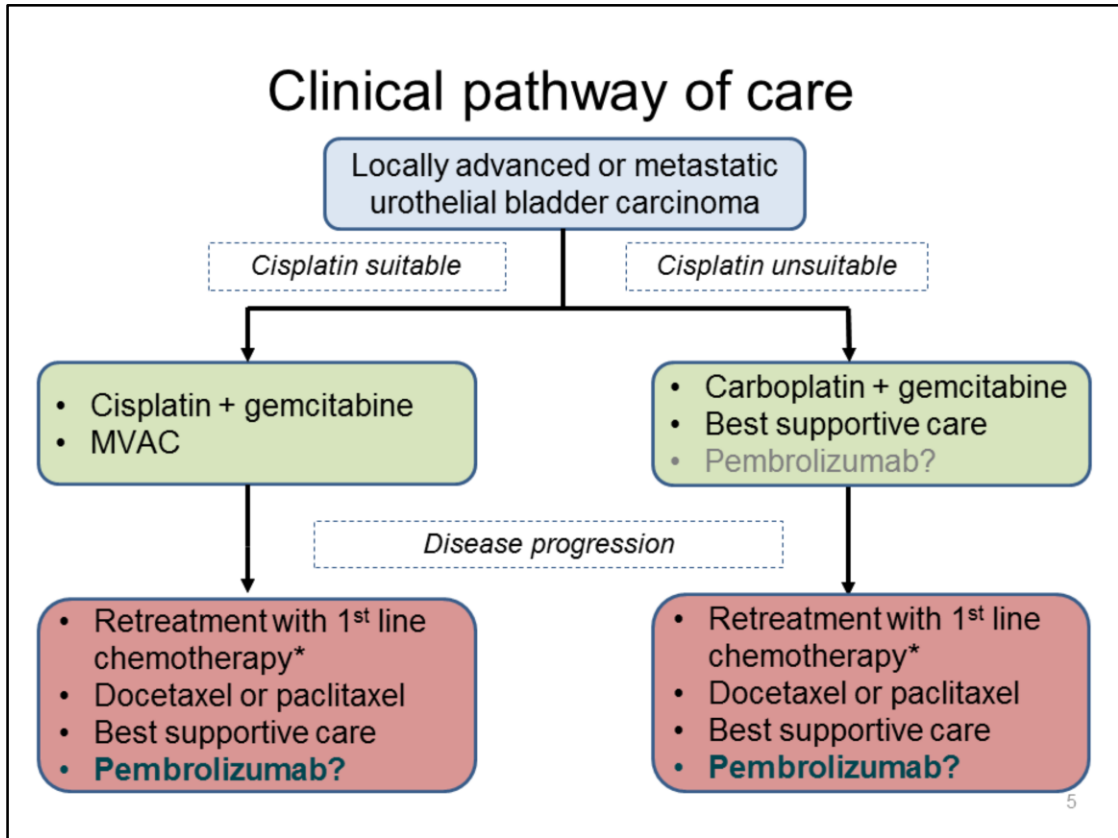 Clinical pathway of care
Locally advanced or metastatic
urothelial bladder carcinoma
Cisplatin suitable
Cisplatin unsuitable
• Cisplatin + gemcitabine
• MVAC
• Carboplatin + gemcitabine
• Best supportive care
• Pembrolizumab?
Disease progression
• Retreatment with 1st line
chemotherapy*
• Docetaxel or paclitaxel
• Best supportive care
• Pembrolizumab?
• Retreatment with 1st line
chemotherapy*
• Docetaxel or paclitaxel
• Best supportive care
• Pembrolizumab?
5